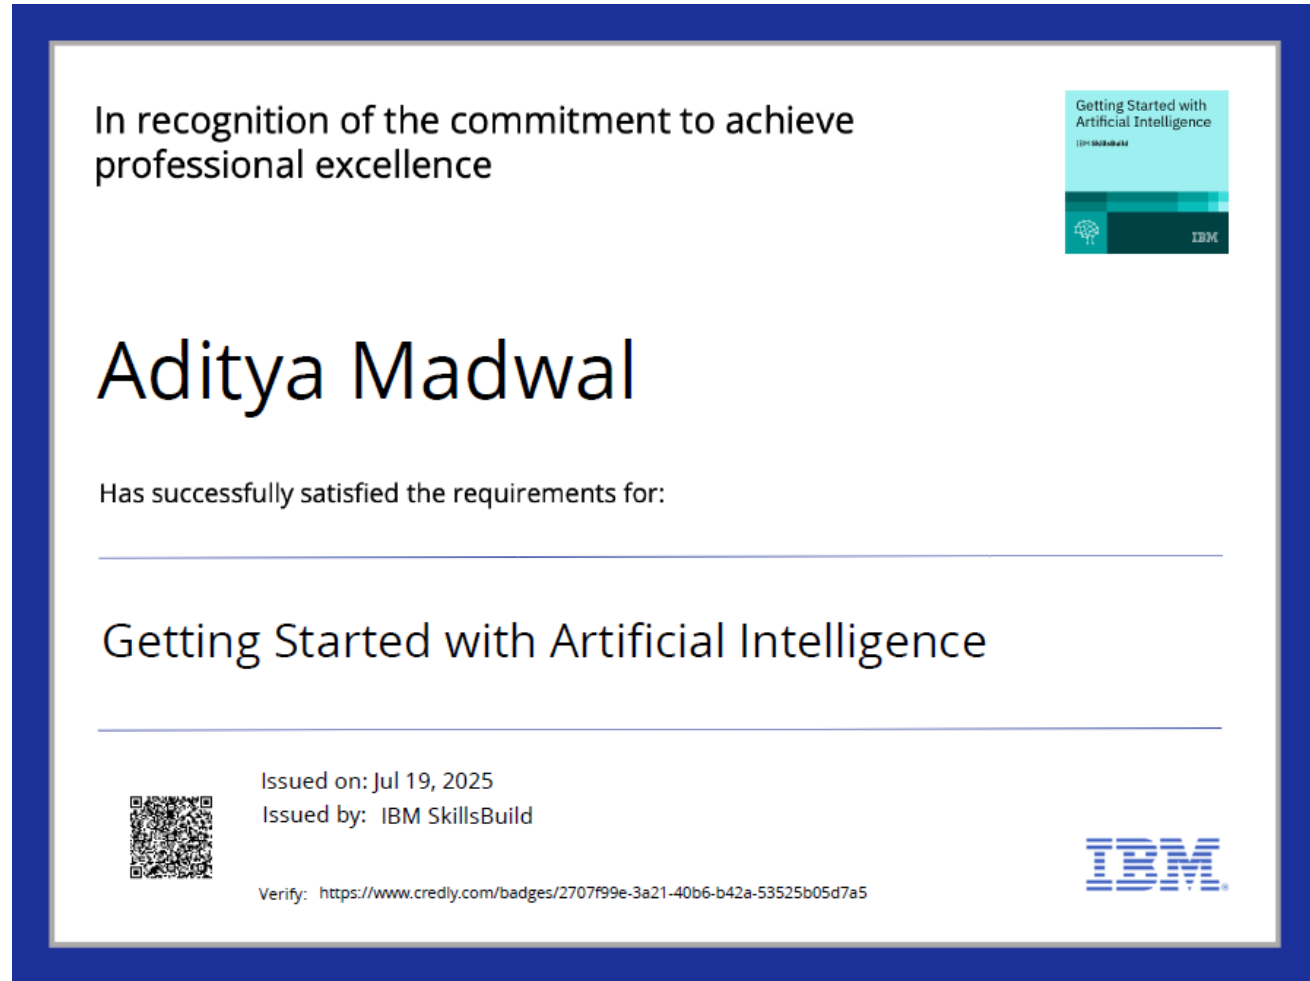 In recognition of the commitment to achieve
professional excellence
Getting Started with
Artificial Intelligence
IBM SkillsBuild
IBM
Aditya Madwal
Has successfully satisfied the requirements for:
Getting Started with Artificial Intelligence
Issued on: Jul 19, 2025
Issued by: IBM SkillsBuild
Verify: https://www.credly.com/badges/2707f99e-3a21-40b6-b42a-53525b05d7a5
IBM®